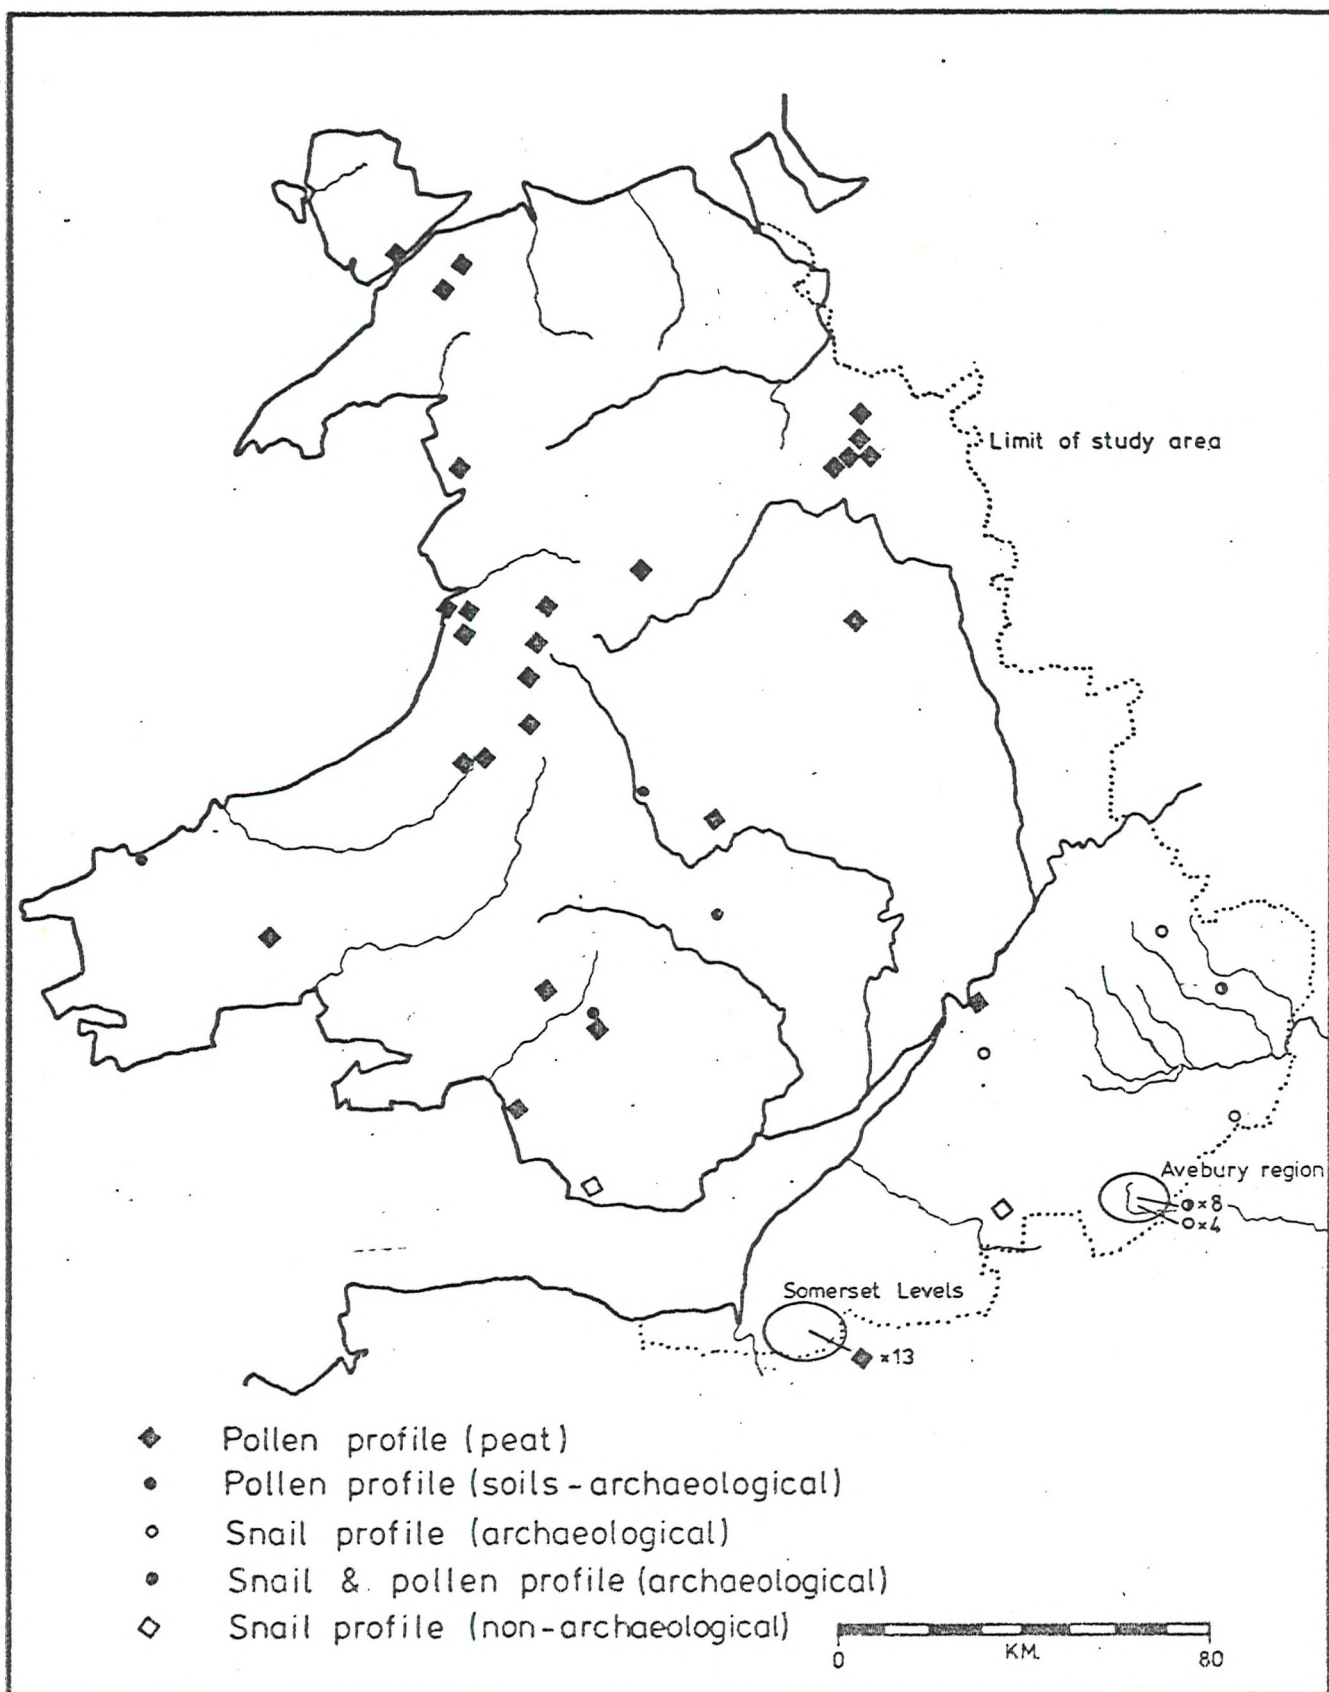 Limit of study area
Avebury region
×8
×4
Somerset Levels
×13
Pollen profile (peat)
Pollen profile (soils - archaeological)
Snail profile (archaeological)
Snail & pollen profile (archaeological)
Snail profile (non-archaeological)
KM.
0 80